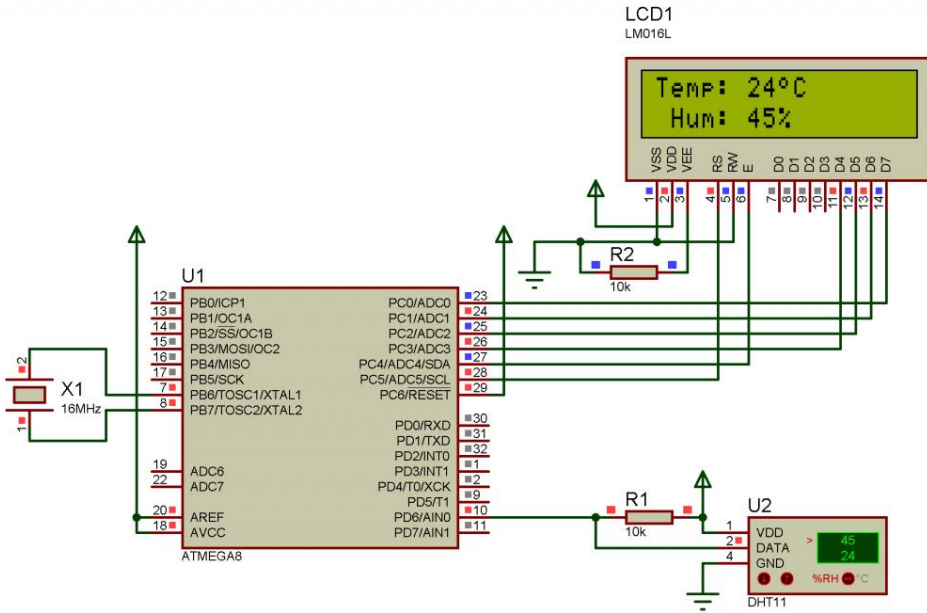 LCD1
LM016L
Temp: 24°C
Hum: 45%
VSS VDD VEE RS RW E D0 D1 D2 D3 D4 D5 D6 D7
1 2 3 4 5 6 7 8 9 10 11 12 13 14
R2
10k
U1
12 PB0/ICP1 PC0/ADC0 23
13 PB1/OC1A PC1/ADC1 24
14 PB2/SS/OC1B PC2/ADC2 25
15 PB3/MOSI/OC2 PC3/ADC3 26
16 PB4/MISO PC4/ADC4/SDA 27
17 PB5/SCK PC5/ADC5/SCL 28
7 PB6/TOSC1/XTAL1 PC6/RESET 29
8 PB7/TOSC2/XTAL2
2
X1
16MHz
1
PD0/RXD 30
PD1/TXD 31
PD2/INT0 32
19 ADC6 PD3/INT1 1
22 ADC7 PD4/T0/XCK 2
PD5/T1 9
20 AREF PD6/AIN0 10
18 AVCC PD7/AIN1 11
ATMEGA8
R1
10k
U2
1 VDD
2 DATA
4 GND
> 45
24
%RH °C
DHT11